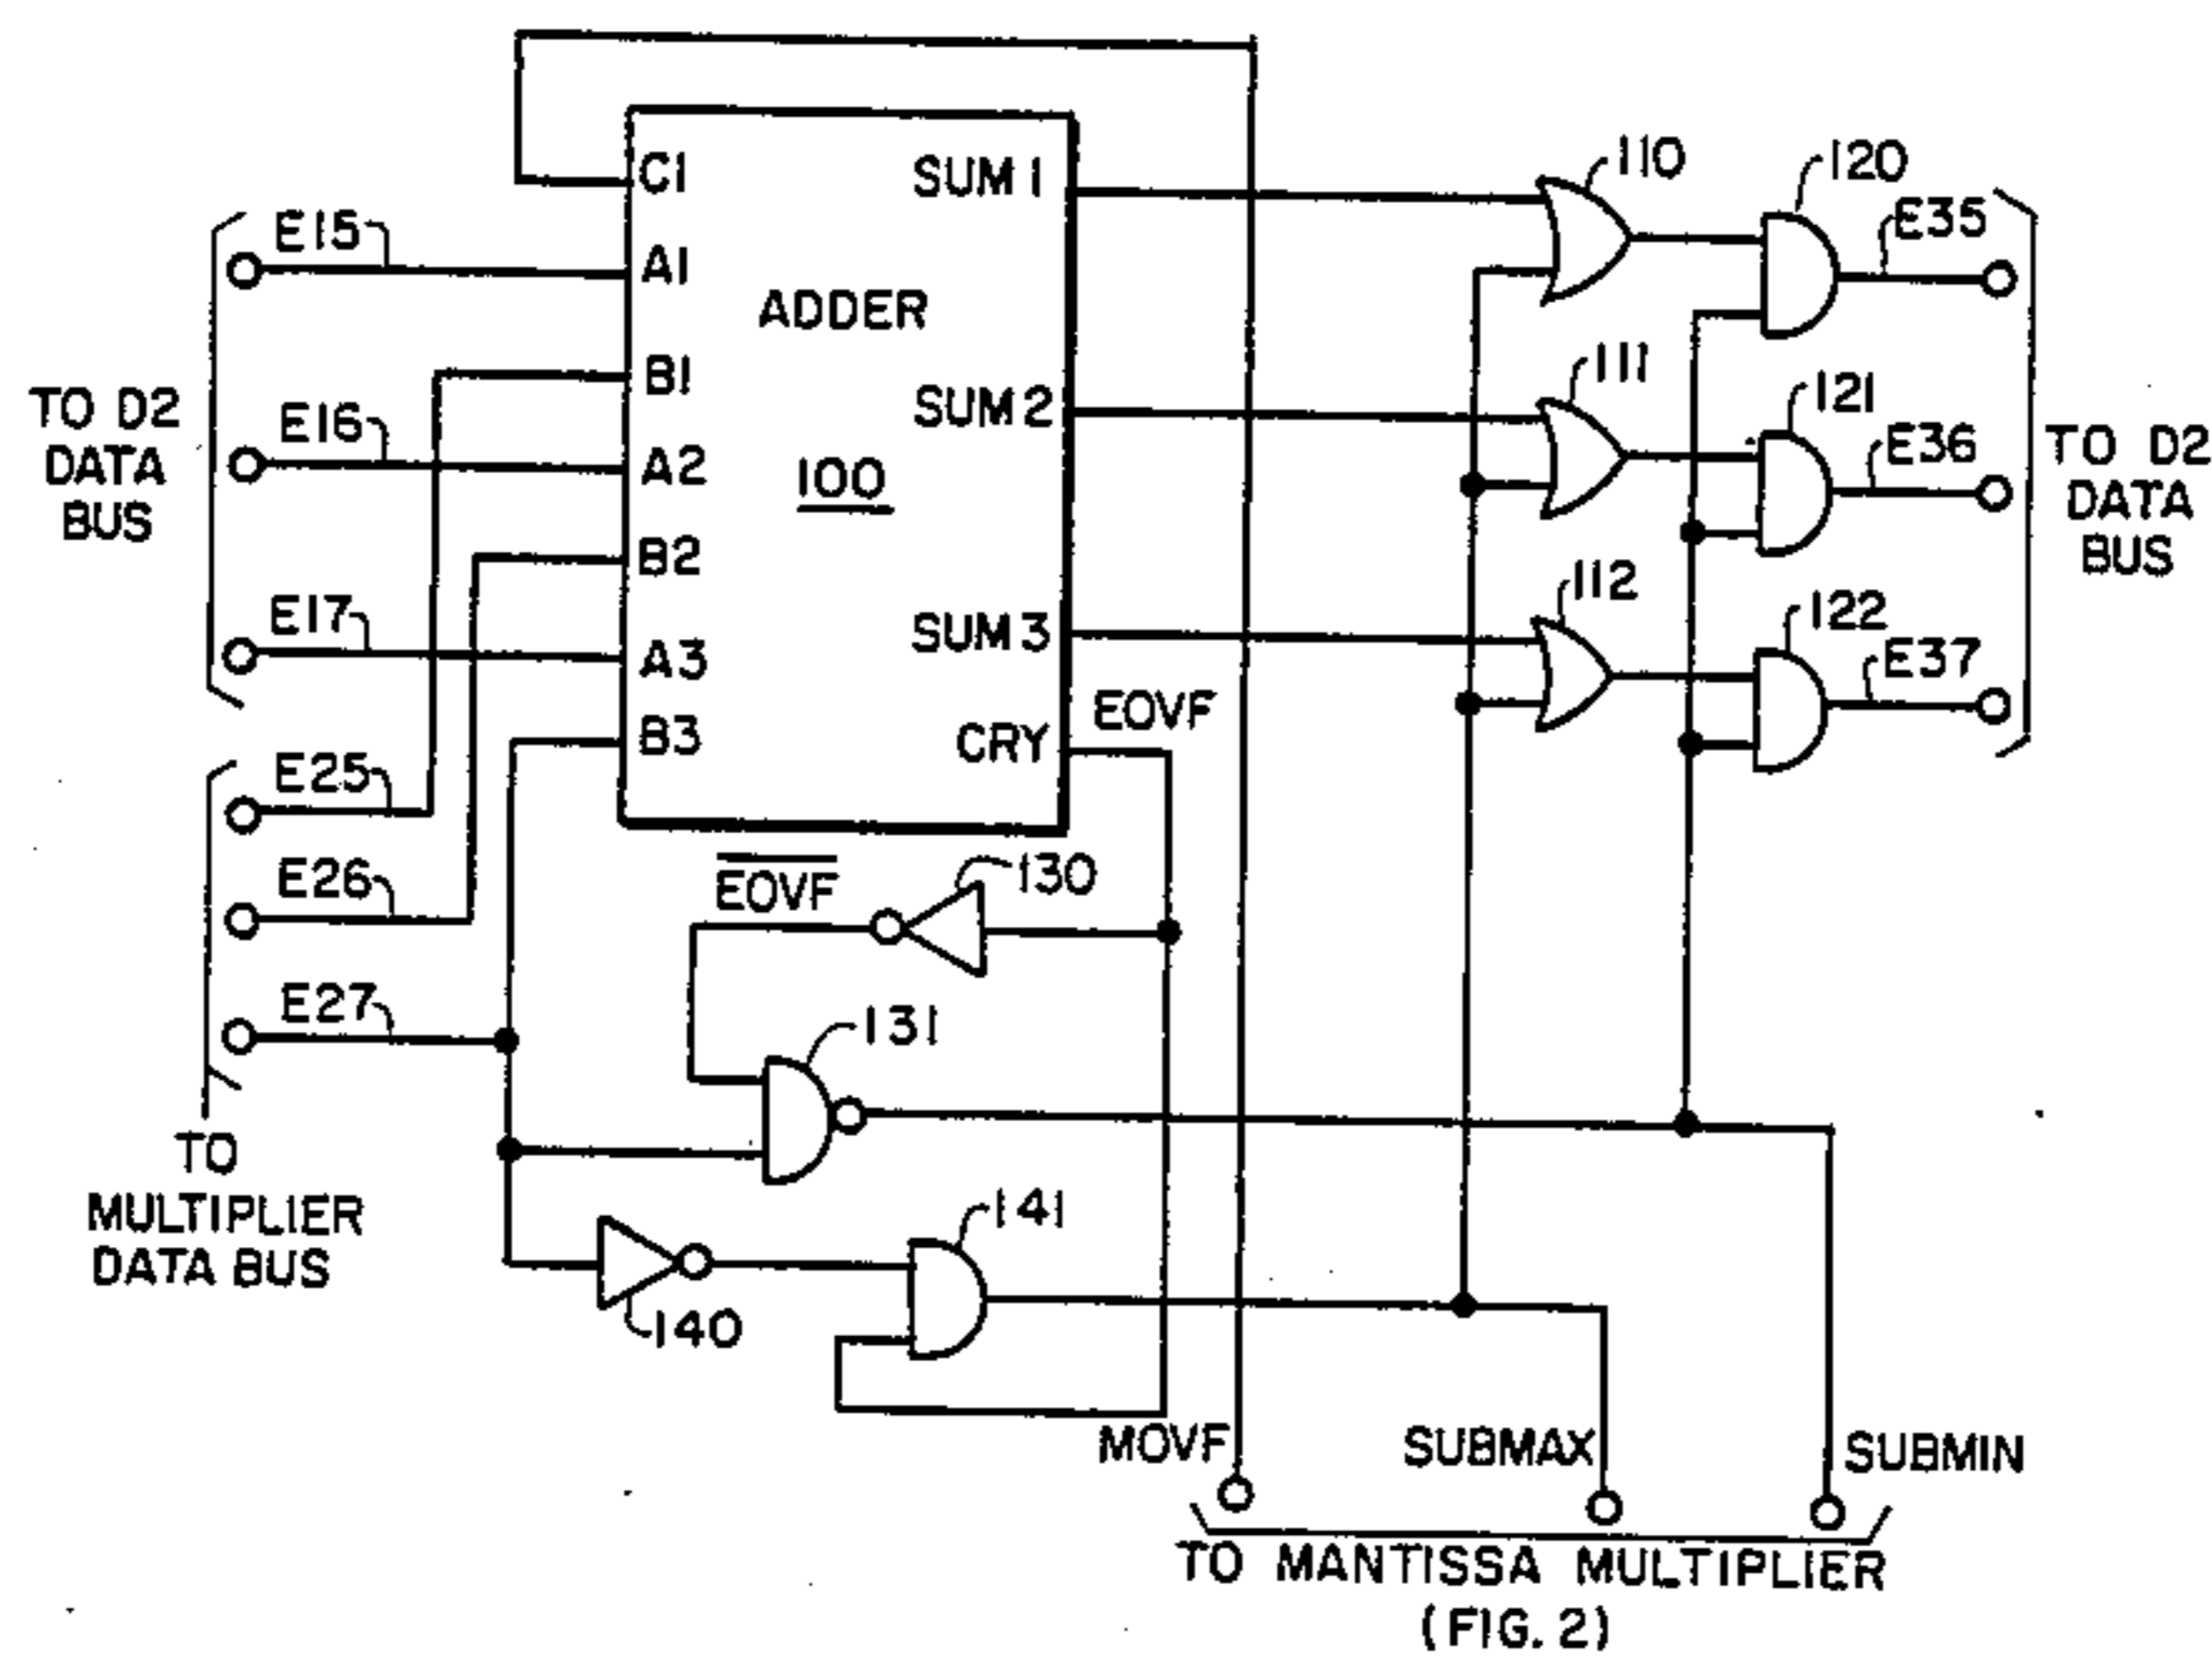 C1
SUM 1
110
120
E15
E35
A1
ADDER
B1
111
121
TO D2
DATA
BUS
E16
SUM 2
E36
TO D2
DATA
BUS
A2
100
B2
112
122
E17
SUM 3
E37
A3
EOVF
B3
CRY
E25
EOVF
130
E26
E27
131
TO
MULTIPLIER
DATA BUS
141
140
MOVF
SUBMAX
SUBMIN
TO MANTISSA MULTIPLIER
(FIG. 2)